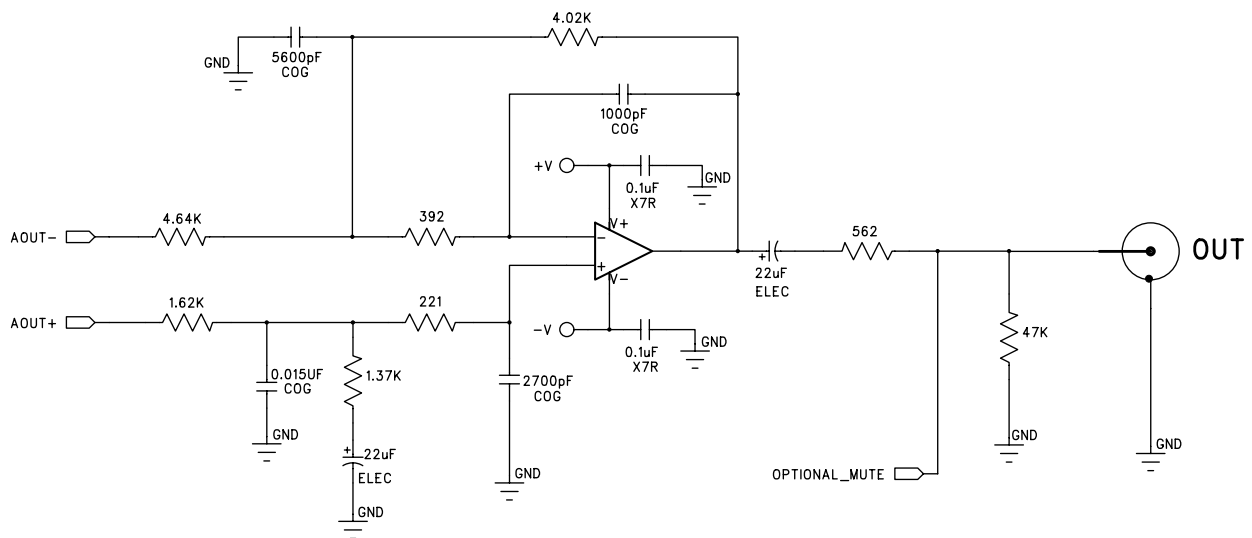 4.02K
GND
5600pF
COG
1000pF
COG
+V
GND
0.1uF
X7R
V+
AOUT-
4.64K
392
-
+
562
OUT
+
22uF
ELEC
V-
AOUT+
1.62K
221
-V
GND
0.1uF
X7R
47K
0.015UF
COG
1.37K
2700pF
COG
GND
+
22uF
ELEC
GND
GND
GND
OPTIONAL_MUTE
GND